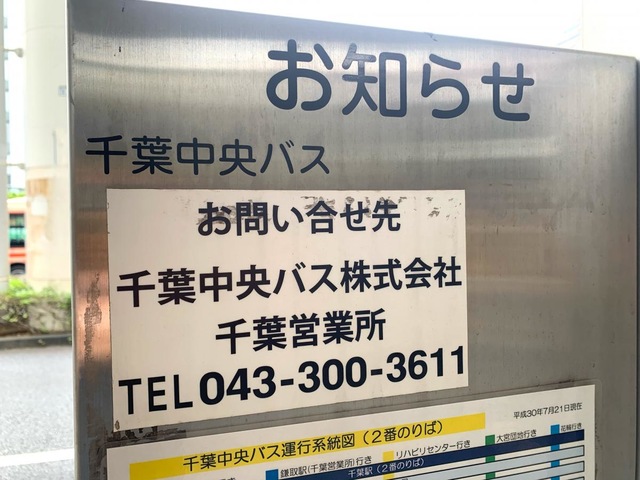 お知らせ
千葉中央バス
お問い合せ先
千葉中央バス株式会社
千葉営業所
TEL 043-300-3611
平成30年7月21日現在
千葉中央バス運行系統図(2番のりば)
鎌取駅(千葉営業所)行き
リハビリセンター行き
大宮団地行き
花輪行き
千葉駅(2番のりば)